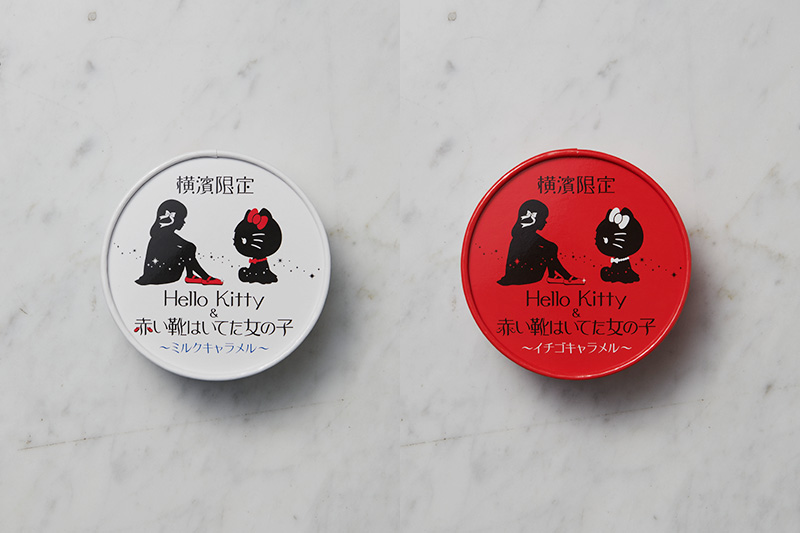 横濱限定
Hello Kitty
&
赤い靴はいてた女の子
～ミルクキャラメル～
横濱限定
Hello Kitty
&
赤い靴はいてた女の子
～イチゴキャラメル～